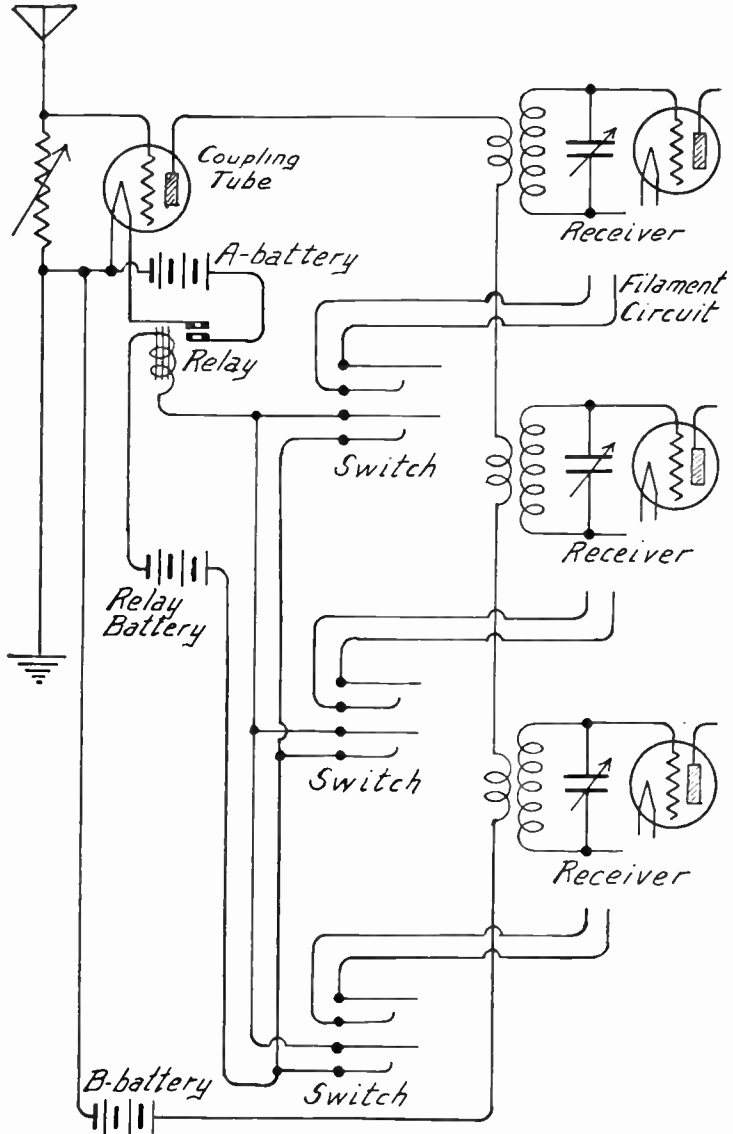 Coupling
Tube
Receiver
A-battery
Filament
Circuit
Relay
Switch
Receiver
Relay
Battery
Switch
Receiver
B-battery
Switch